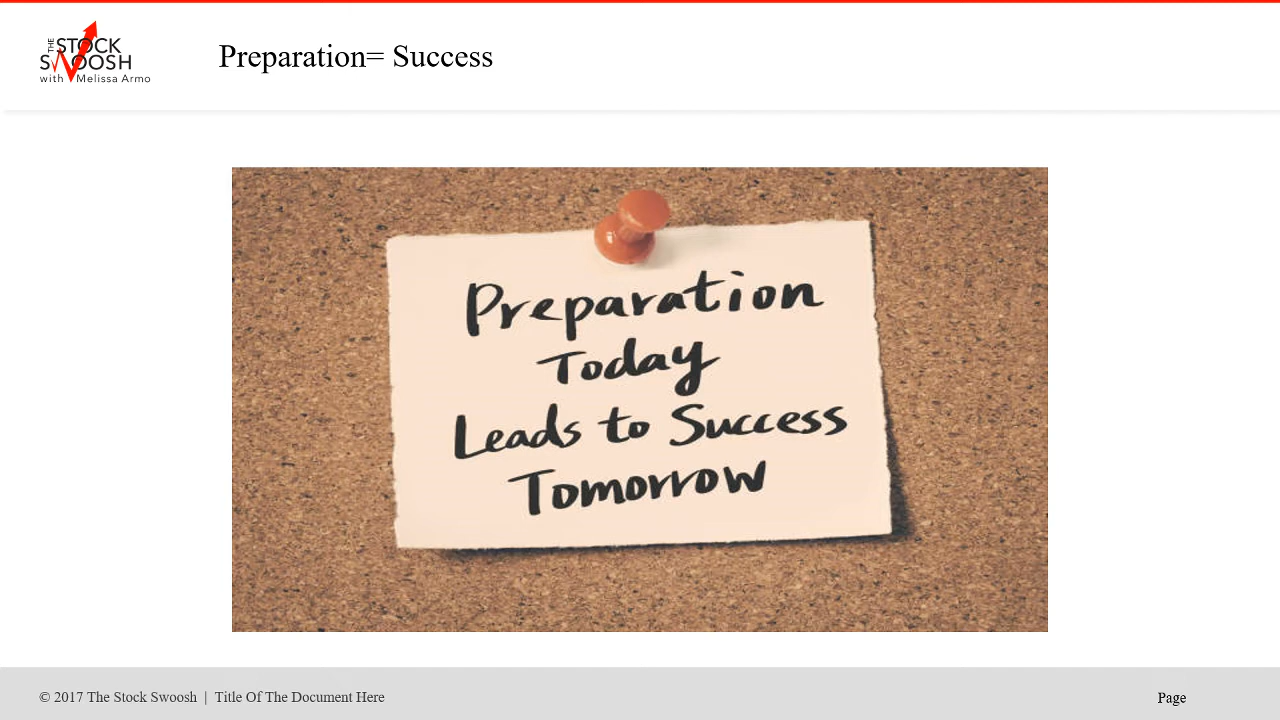 THE
STOCK
SWOOSH
with Melissa Armo
Preparation= Success
Preparation
Today
Leads to Success
Tomorrow
© 2017 The Stock Swoosh | Title Of The Document Here
Page